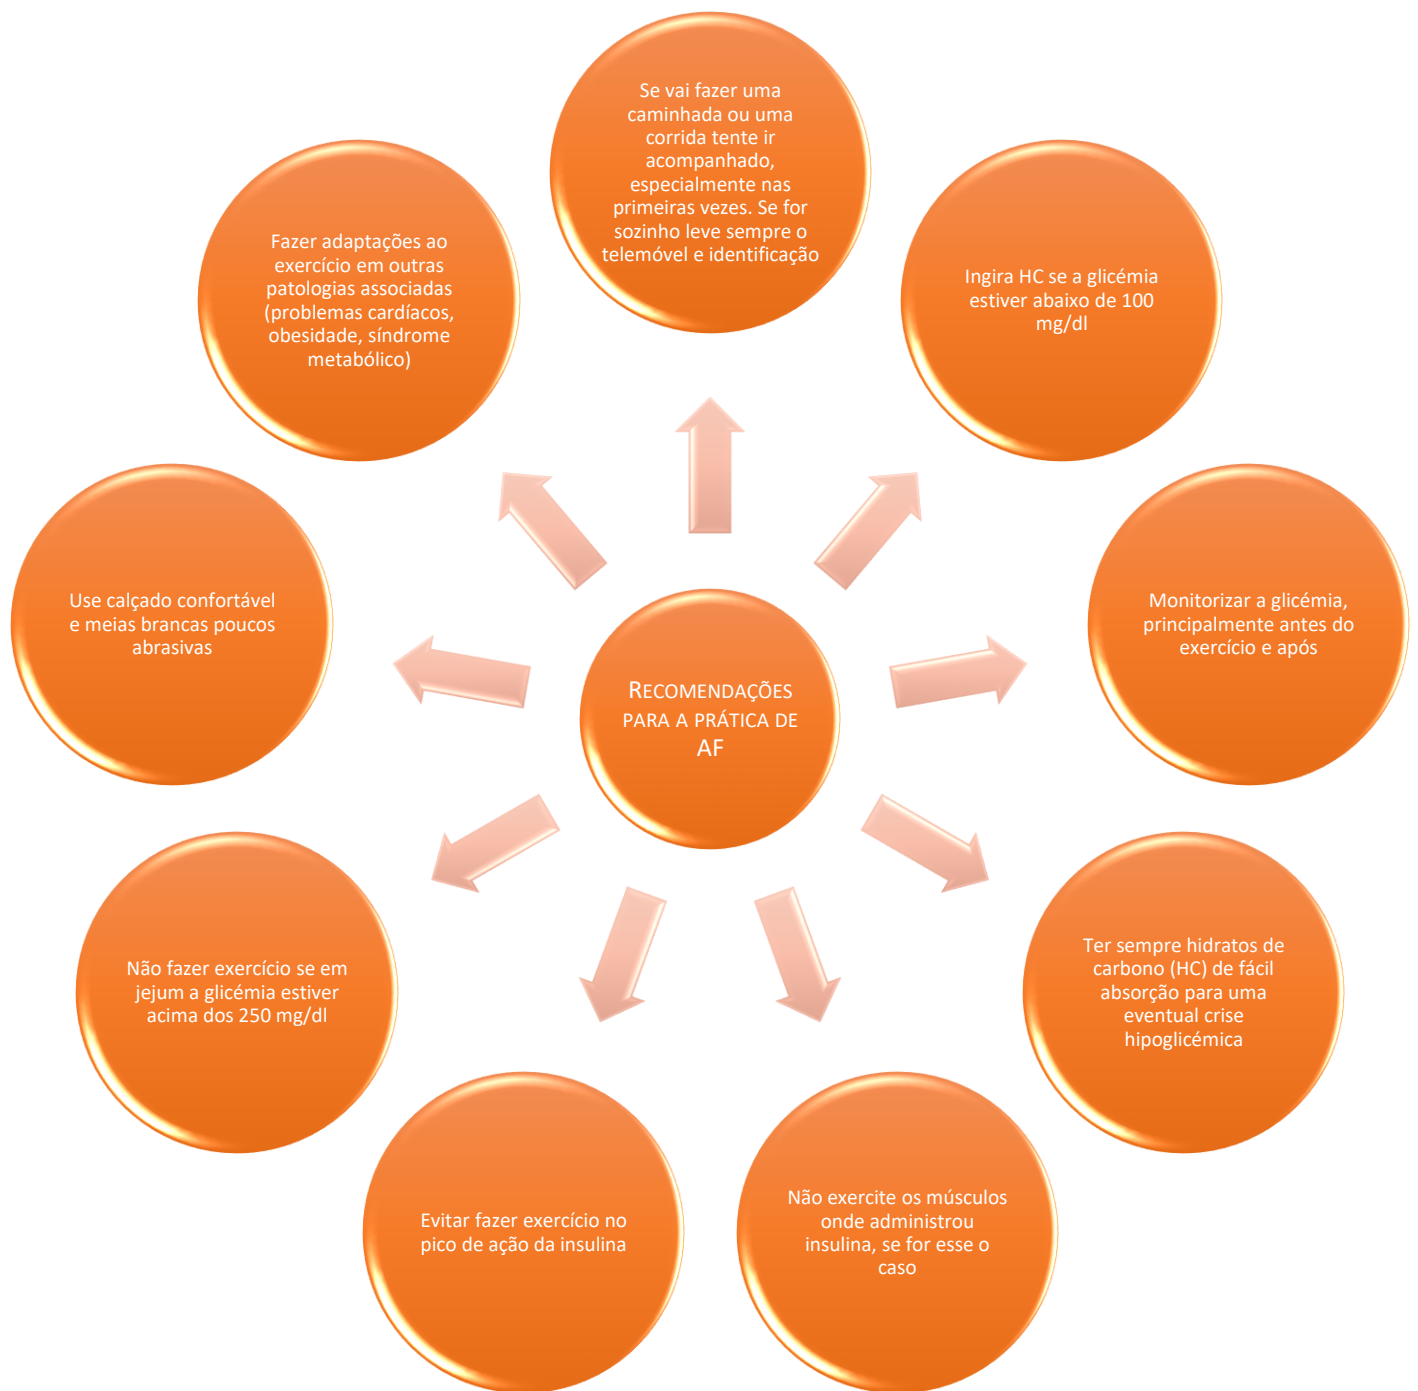 Se vai fazer uma
caminhada ou uma
corrida tente ir
acompanhado,
especialmente nas
primeiras vezes. Se for
sozinho leve sempre o
telemóvel e identificação
Ingira HC se a glicémia
estiver abaixo de 100
mg/dl
Monitorizar a glicémia,
principalmente antes do
exercício e após
Ter sempre hidratos de
carbono (HC) de fácil
absorção para uma
eventual crise
hipoglicémica
Não exercite os músculos
onde administrou
insulina, se for esse o
caso
Evitar fazer exercício no
pico de ação da insulina
Não fazer exercício se em
jejum a glicémia estiver
acima dos 250 mg/dl
Use calçado confortável
e meias brancas poucos
abrasivas
Fazer adaptações ao
exercício em outras
patologias associadas
(problemas cardíacos,
obesidade, síndrome
metabólico)
RECOMENDAÇÕES
PARA A PRÁTICA DE
AF